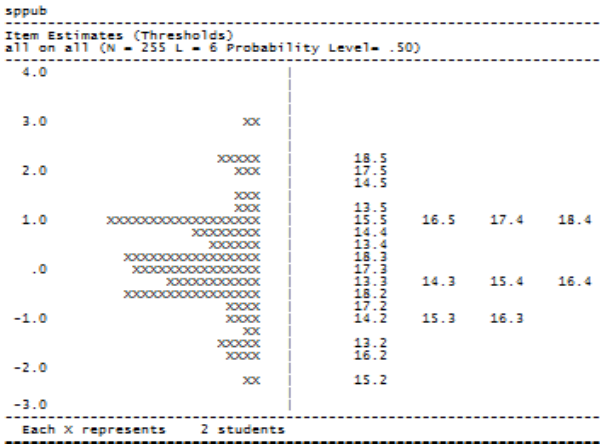 sppub
Item Estimates (Thresholds)
all on all (N = 255 L = 6 Probability Level= .50)
4.0
3.0 XX
XXXXX 18.5
2.0 XXX 17.5
14.5
XXX
XXX 13.5
1.0 XXXXXXXXXXXXXXXXXX 15.5 16.5 17.4 18.4
XXXXXXXX 14.4
XXXXXX 13.4
XXXXXXXXXXXXXXXX 18.3
.0 XXXXXXXXXXXXXXX 17.3
XXXXXXXXXXX 13.3 14.3 15.4 16.4
XXXXXXXXXXXXXXXX 18.2
XXXX 17.2
-1.0 XXXX 14.2 15.3 16.3
XX
XXXXX 13.2
XXXX 16.2
-2.0
XX 15.2
-3.0
Each X represents 2 students